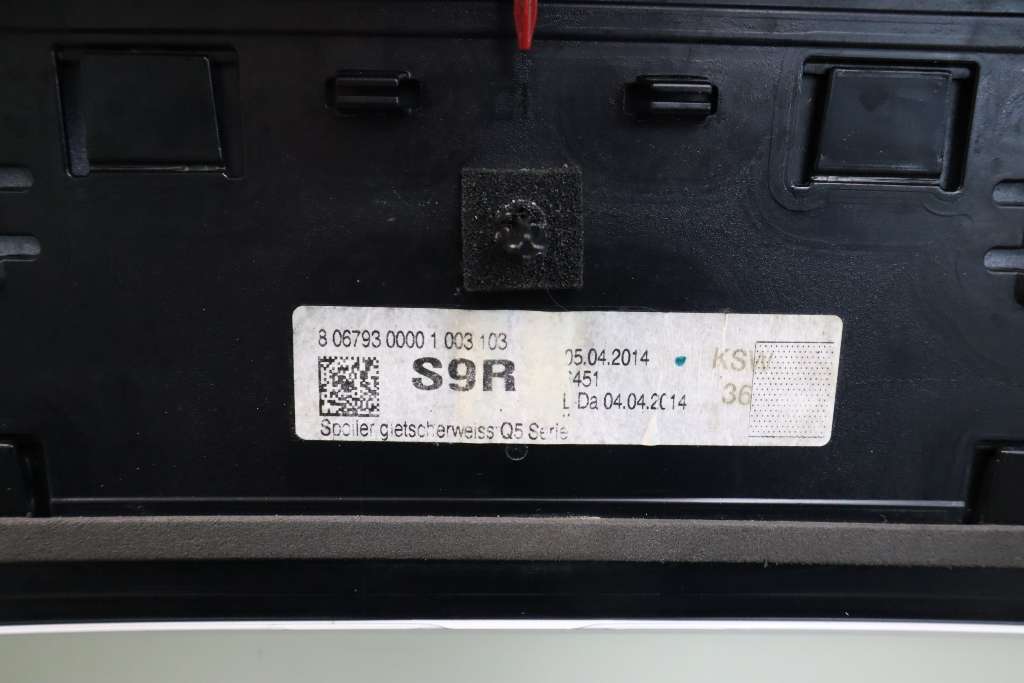 8 06793 0000 1 003 103
S9R
05.04.2014
6451
L-Da 04.04.2014
KSW
36
Spoiler gletscherweiss Q5 Serie